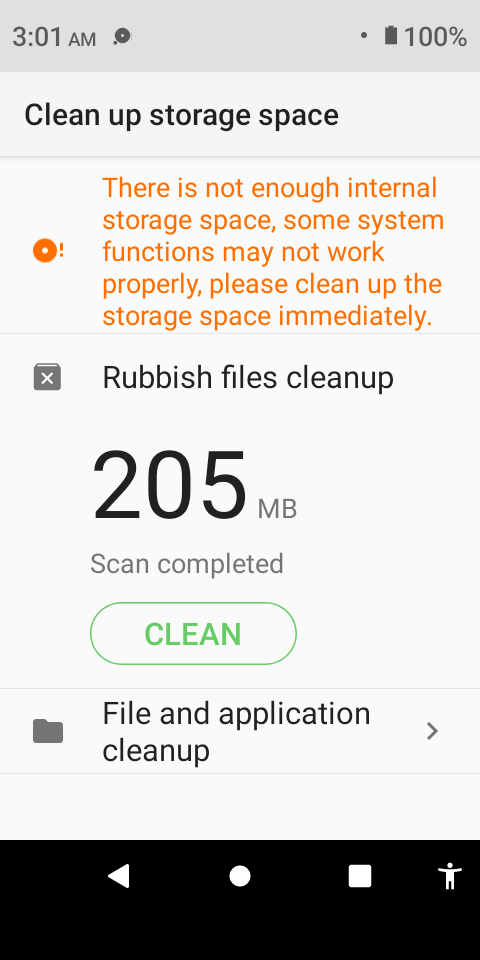 3:01 AM
100%
Clean up storage space
There is not enough internal
storage space, some system
functions may not work
properly, please clean up the
storage space immediately.
Rubbish files cleanup
205 MB
Scan completed
CLEAN
File and application
cleanup